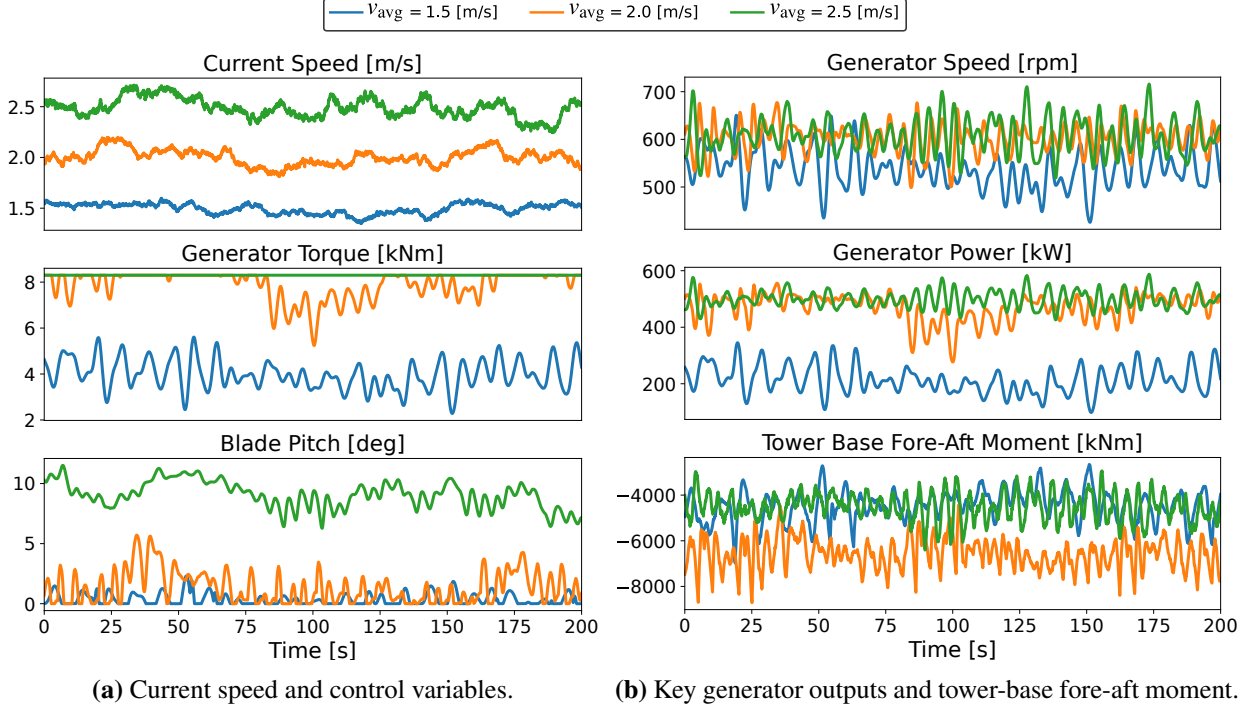 v_avg = 1.5 [m/s] v_avg = 2.0 [m/s] v_avg = 2.5 [m/s]
Current Speed [m/s]
2.5
2.0
1.5
Generator Torque [kNm]
8
6
4
2
Blade Pitch [deg]
10
5
0
0 25 50 75 100 125 150 175 200
Time [s]
(a) Current speed and control variables.
Generator Speed [rpm]
700
600
500
Generator Power [kW]
600
400
200
Tower Base Fore-Aft Moment [kNm]
−4000
−6000
−8000
0 25 50 75 100 125 150 175 200
Time [s]
(b) Key generator outputs and tower-base fore-aft moment.